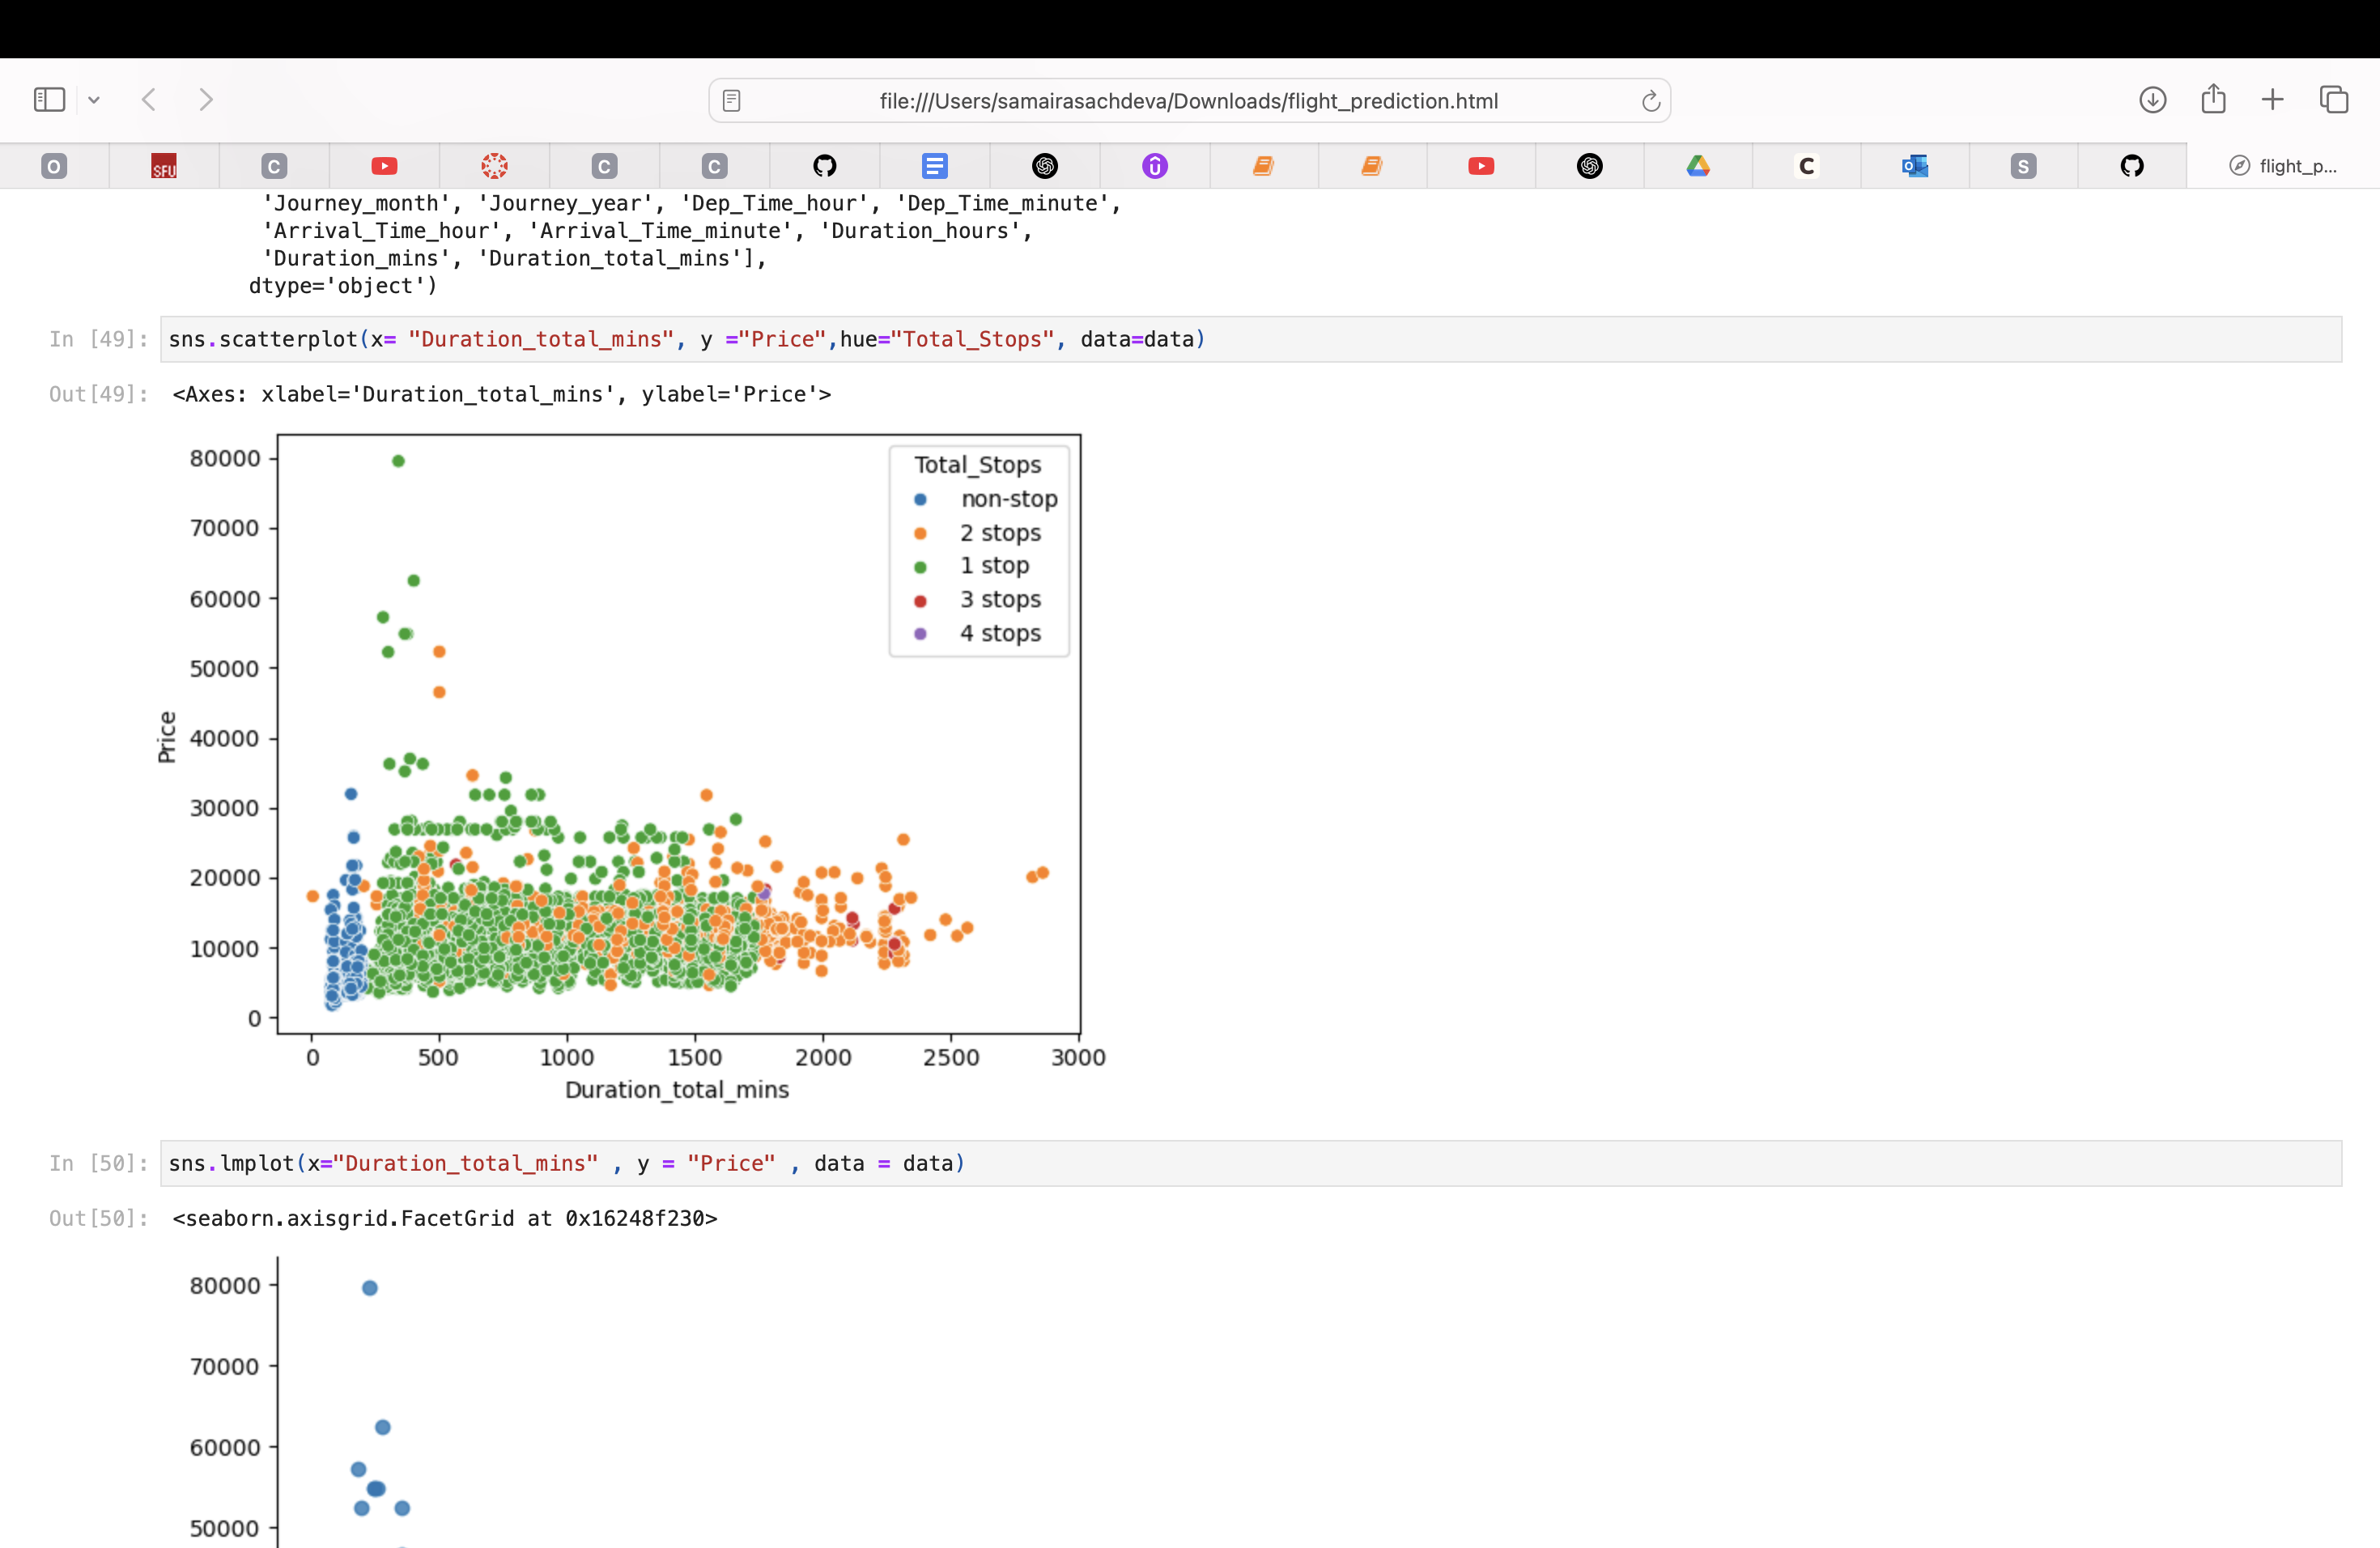 file:///Users/samairasachdeva/Downloads/flight_prediction.html
O
SFU
C
C
C
C
S
flight_p...
'Journey_month', 'Journey_year', 'Dep_Time_hour', 'Dep_Time_minute',
'Arrival_Time_hour', 'Arrival_Time_minute', 'Duration_hours',
'Duration_mins', 'Duration_total_mins'],
dtype='object')
In [49]: sns.scatterplot(x= "Duration_total_mins", y ="Price",hue="Total_Stops", data=data)
Out[49]: <Axes: xlabel='Duration_total_mins', ylabel='Price'>
80000
70000
60000
50000
40000
30000
20000
10000
0
Price
Total_Stops
non-stop
2 stops
1 stop
3 stops
4 stops
0 500 1000 1500 2000 2500 3000
Duration_total_mins
In [50]: sns.lmplot(x="Duration_total_mins" , y = "Price" , data = data)
Out[50]: <seaborn.axisgrid.FacetGrid at 0x16248f230>
80000
70000
60000
50000